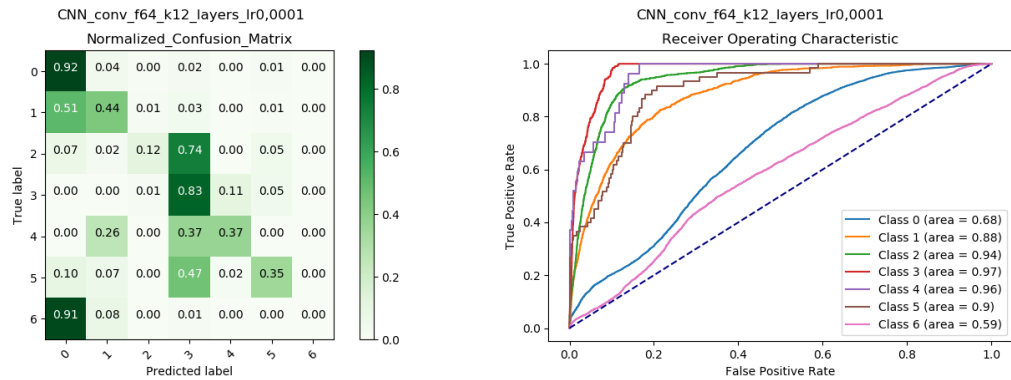 CNN_conv_f64_k12_layers_lr0,0001
Normalized_Confusion_Matrix
True label
0 0.92 0.04 0.00 0.02 0.00 0.01 0.00
1 0.51 0.44 0.01 0.03 0.00 0.01 0.00
2 0.07 0.02 0.12 0.74 0.00 0.05 0.00
3 0.00 0.00 0.01 0.83 0.11 0.05 0.00
4 0.00 0.26 0.00 0.37 0.37 0.00 0.00
5 0.10 0.07 0.00 0.47 0.02 0.35 0.00
6 0.91 0.08 0.00 0.01 0.00 0.00 0.00
0 1 2 3 4 5 6
Predicted label
0.8
0.6
0.4
0.2
0.0
CNN_conv_f64_k12_layers_lr0,0001
Receiver Operating Characteristic
True Positive Rate
1.0
0.8
0.6
0.4
0.2
0.0
Class 0 (area = 0.68)
Class 1 (area = 0.88)
Class 2 (area = 0.94)
Class 3 (area = 0.97)
Class 4 (area = 0.96)
Class 5 (area = 0.9)
Class 6 (area = 0.59)
0.0 0.2 0.4 0.6 0.8 1.0
False Positive Rate